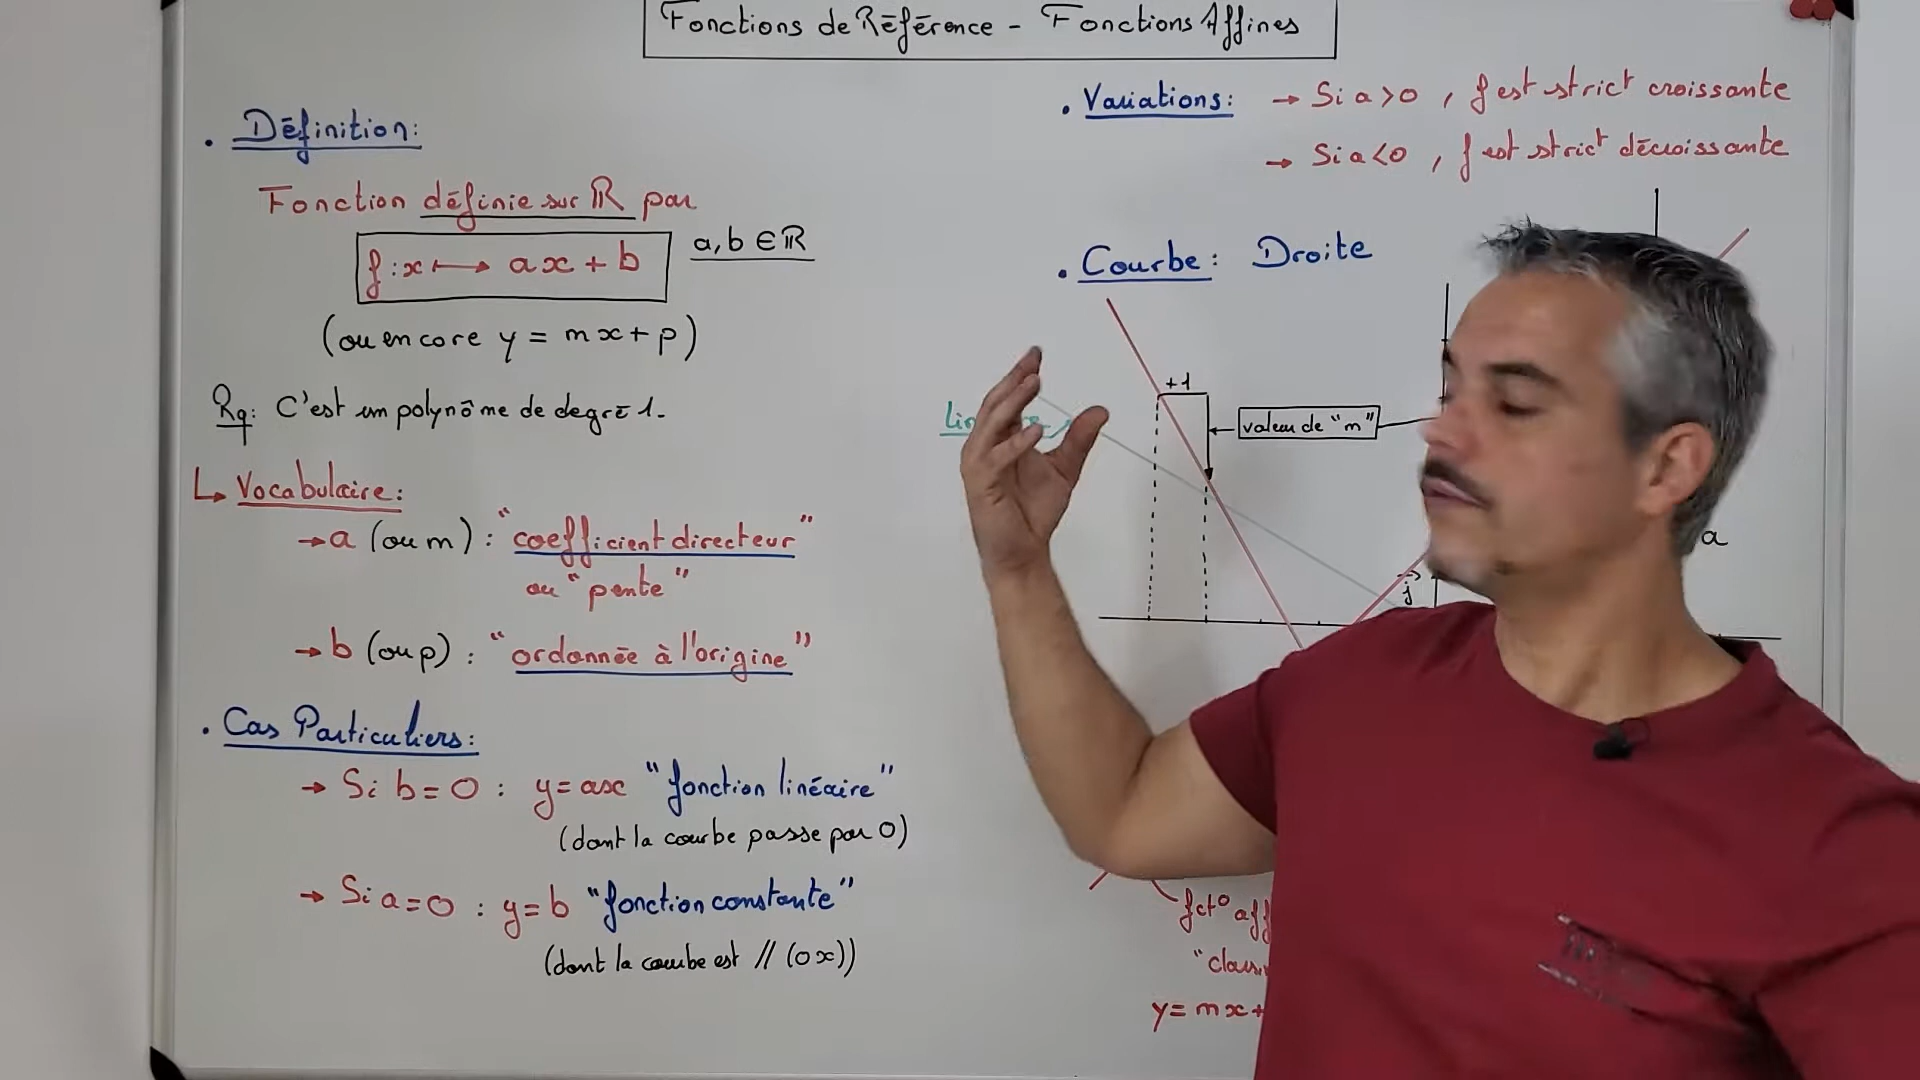 Fonctions de Référence - Fonctions Affines
• Définition:
Fonction définie sur ℝ par
f : x ⟼ ax + b
a, b ∈ ℝ
(ou encore y = mx + p)
Rq: C'est un polynôme de degré 1.
↳ Vocabulaire:
→ a (ou m) : "coefficient directeur"
ou "pente"
→ b (ou p) : "ordonnée à l'origine"
• Cas Particuliers:
→ Si b = 0 : y = ax "fonction linéaire"
(dont la courbe passe par O)
→ Si a = 0 : y = b "fonction constante"
(dont la courbe est // (Ox))
• Variations: → Si a > 0 , f est strict croissante
→ Si a < 0 , f est strict décroissante
• Courbe: Droite
+1
valeur de "m"
a
j
fct° aff
y = mx +